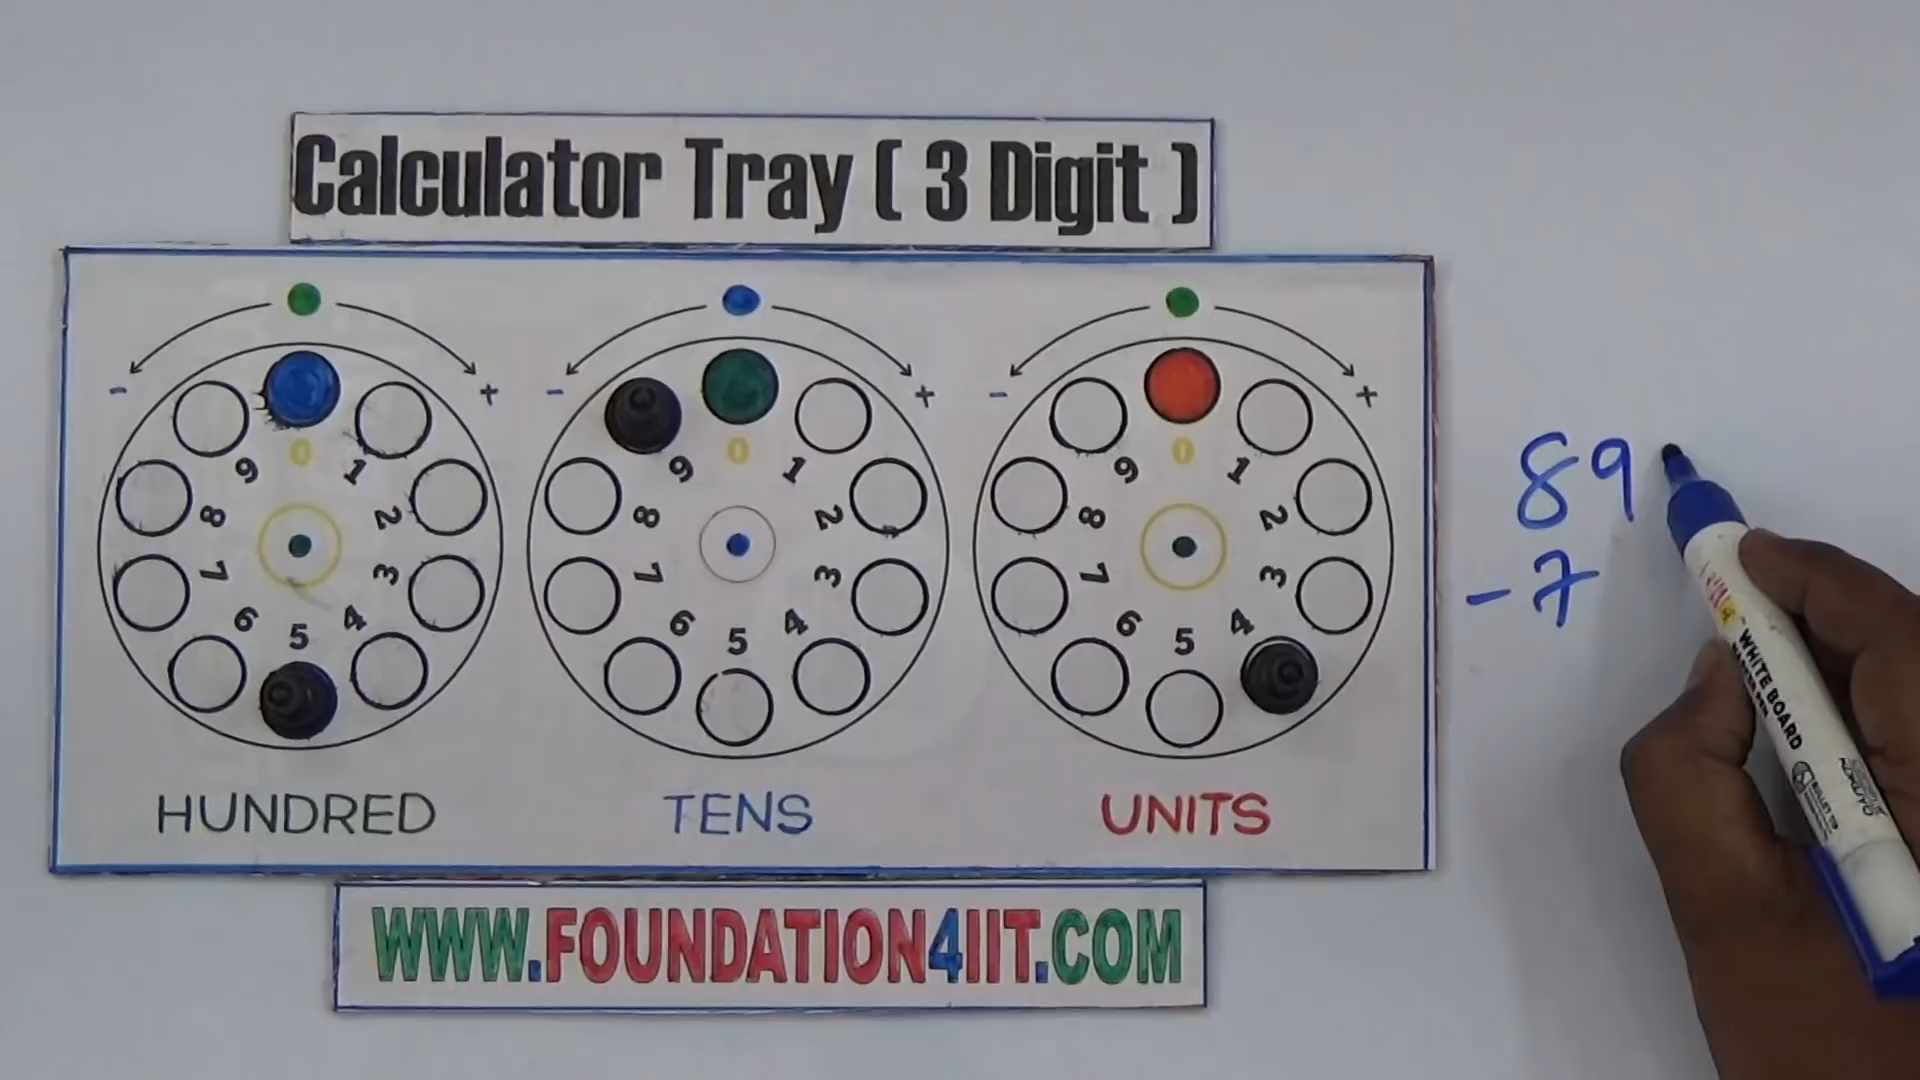 Calculator Tray ( 3 Digit )
- + - + - +
0 1 2 3 4 5 6 7 8 9
0 1 2 3 4 5 6 7 8 9
0 1 2 3 4 5 6 7 8 9
HUNDRED TENS UNITS
WWW.FOUNDATION4IIT.COM
89
- 7
WHITE BOARD